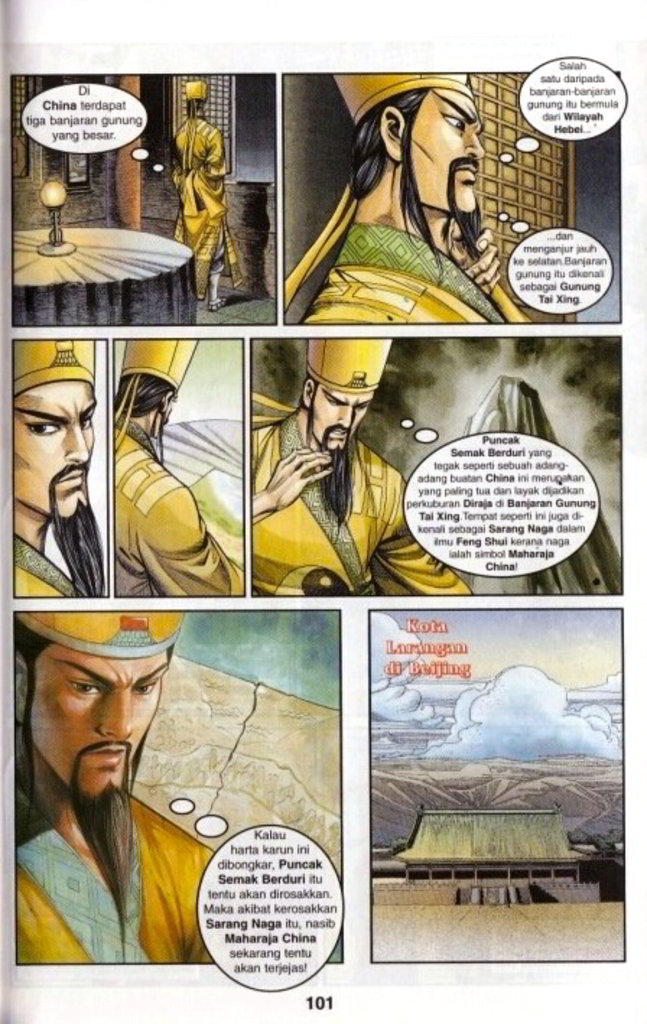 Di
China terdapat
tiga banjaran gunung
yang besar.
Salah
satu daripada
banjaran-banjaran
gunung itu bermula
dari Wilayah
Hebei...
...dan
menganjur jauh
ke selatan.Banjaran
gunung itu dikenali
sebagai Gunung
Tai Xing.
Puncak
Semak Berduri yang
tegak seperti sebuah adang-
adang buatan China ini merupakan
yang paling tua dan layak dijadikan
perkuburan Diraja di Banjaran Gunung
Tai Xing.Tempat seperti ini juga di-
kenali sebagai Sarang Naga dalam
ilmu Feng Shui kerana naga
ialah simbol Maharaja
China!
Kalau
harta karun ini
dibongkar, Puncak
Semak Berduri itu
tentu akan dirosakkan.
Maka akibat kerosakkan
Sarang Naga itu, nasib
Maharaja China
sekarang tentu
akan terjejas!
Kota
Larangan
di Beijing
101